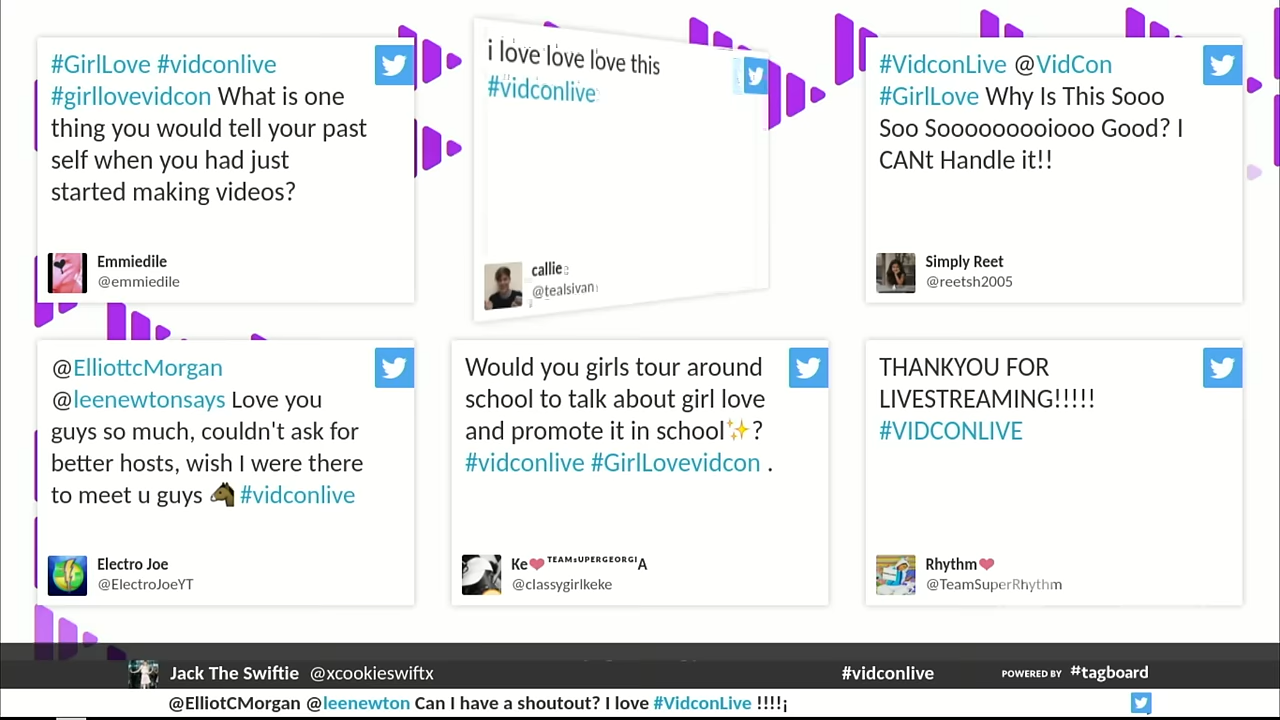 #GirlLove #vidconlive
#girllovevidcon What is one
thing you would tell your past
self when you had just
started making videos?
Emmiedile
@emmiedile
i love love love this
#vidconlive
callie
@tealsivan
#VidconLive @VidCon
#GirlLove Why Is This Sooo
Soo Sooooooooiooo Good? I
CANt Handle it!!
Simply Reet
@reetsh2005
@ElliottcMorgan
@leenewtonsays Love you
guys so much, couldn't ask for
better hosts, wish I were there
to meet u guys 🐴 #vidconlive
Electro Joe
@ElectroJoeYT
Would you girls tour around
school to talk about girl love
and promote it in school✨?
#vidconlive #GirlLovevidcon .
Ke❤ ᵀᴱᴬᴹˢᵁᴾᴱᴿᴳᴱᴼᴿᴳᴵA
@classygirlkeke
THANKYOU FOR
LIVESTREAMING!!!!!
#VIDCONLIVE
Rhythm❤
@TeamSuperRhythm
Jack The Swiftie @xcookieswiftx #vidconlive POWERED BY #tagboard
@ElliotCMorgan @leenewton Can I have a shoutout? I love #VidconLive !!!!¡